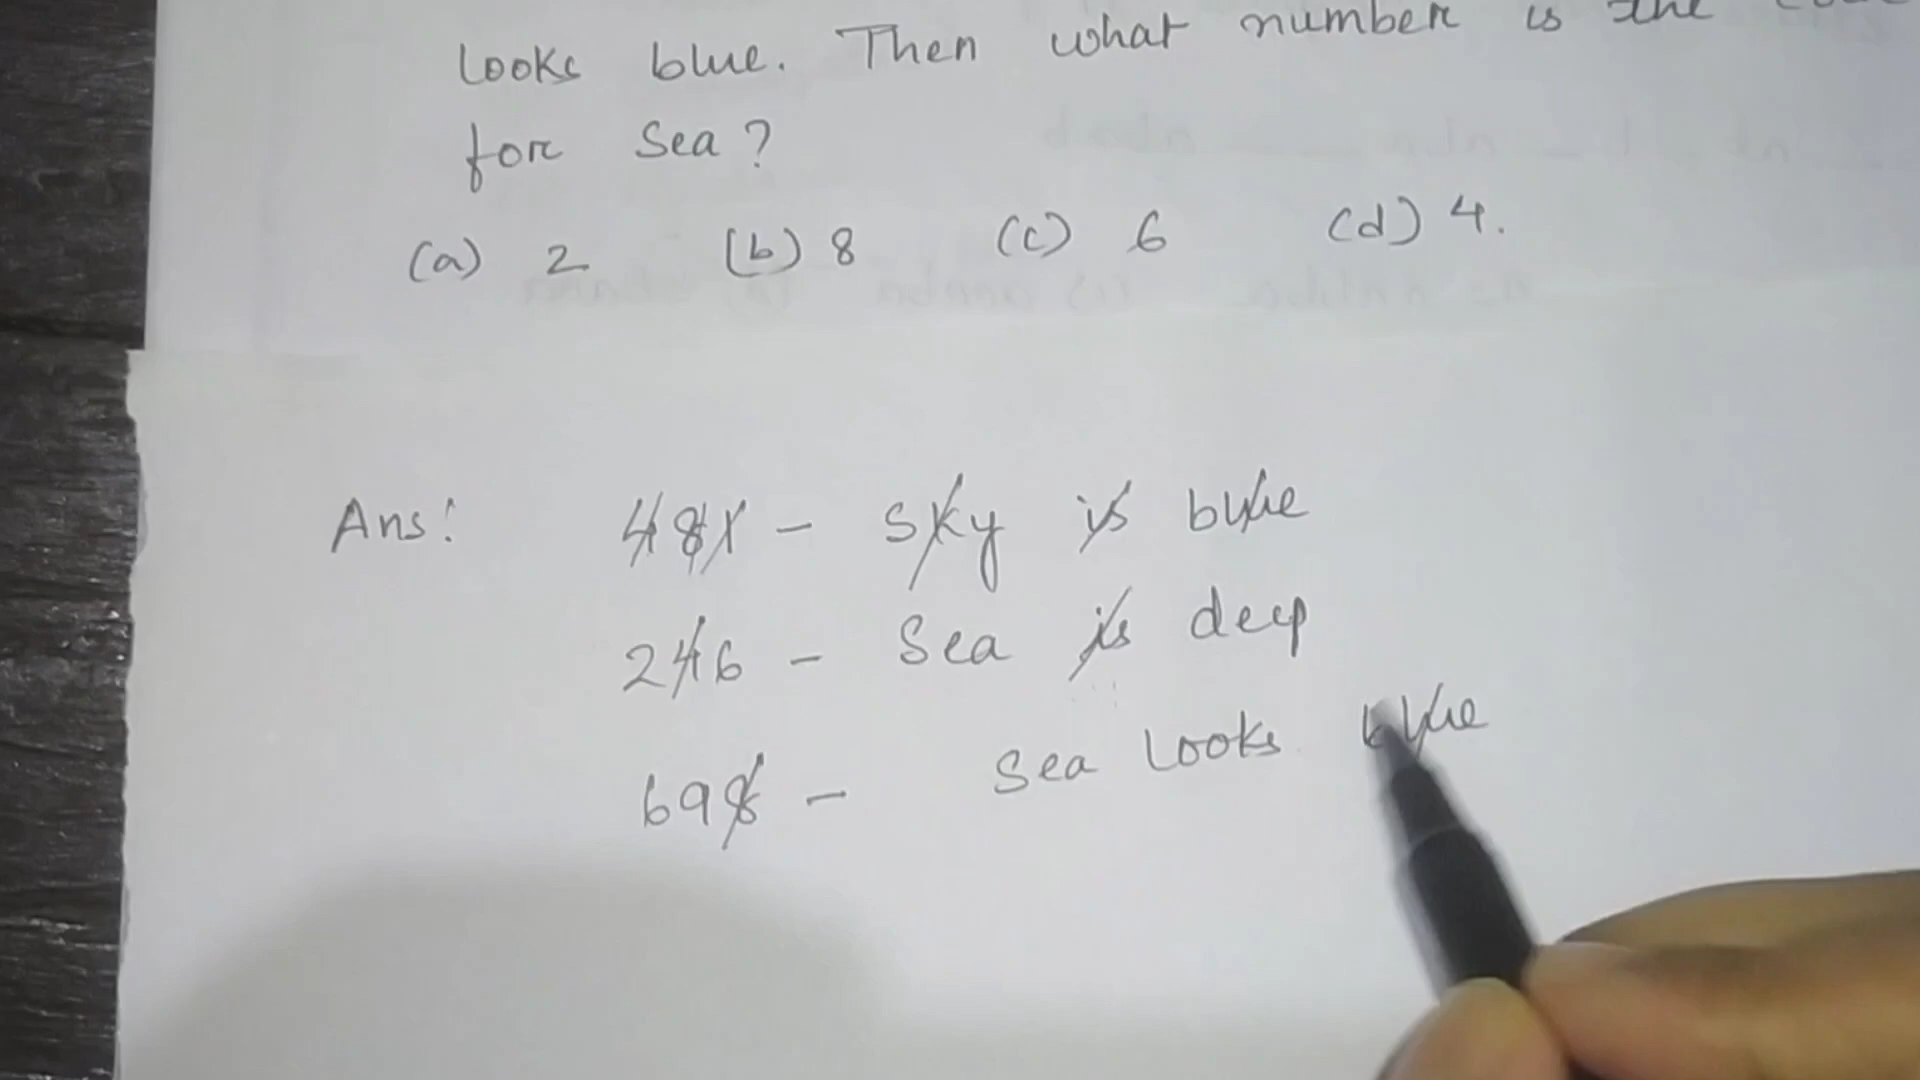 looks blue. Then what number is the
for Sea?
(a) 2 (b) 8 (c) 6 (d) 4.
Ans: 481 - sky is blue
246 - Sea is deep
698 - Sea looks blue